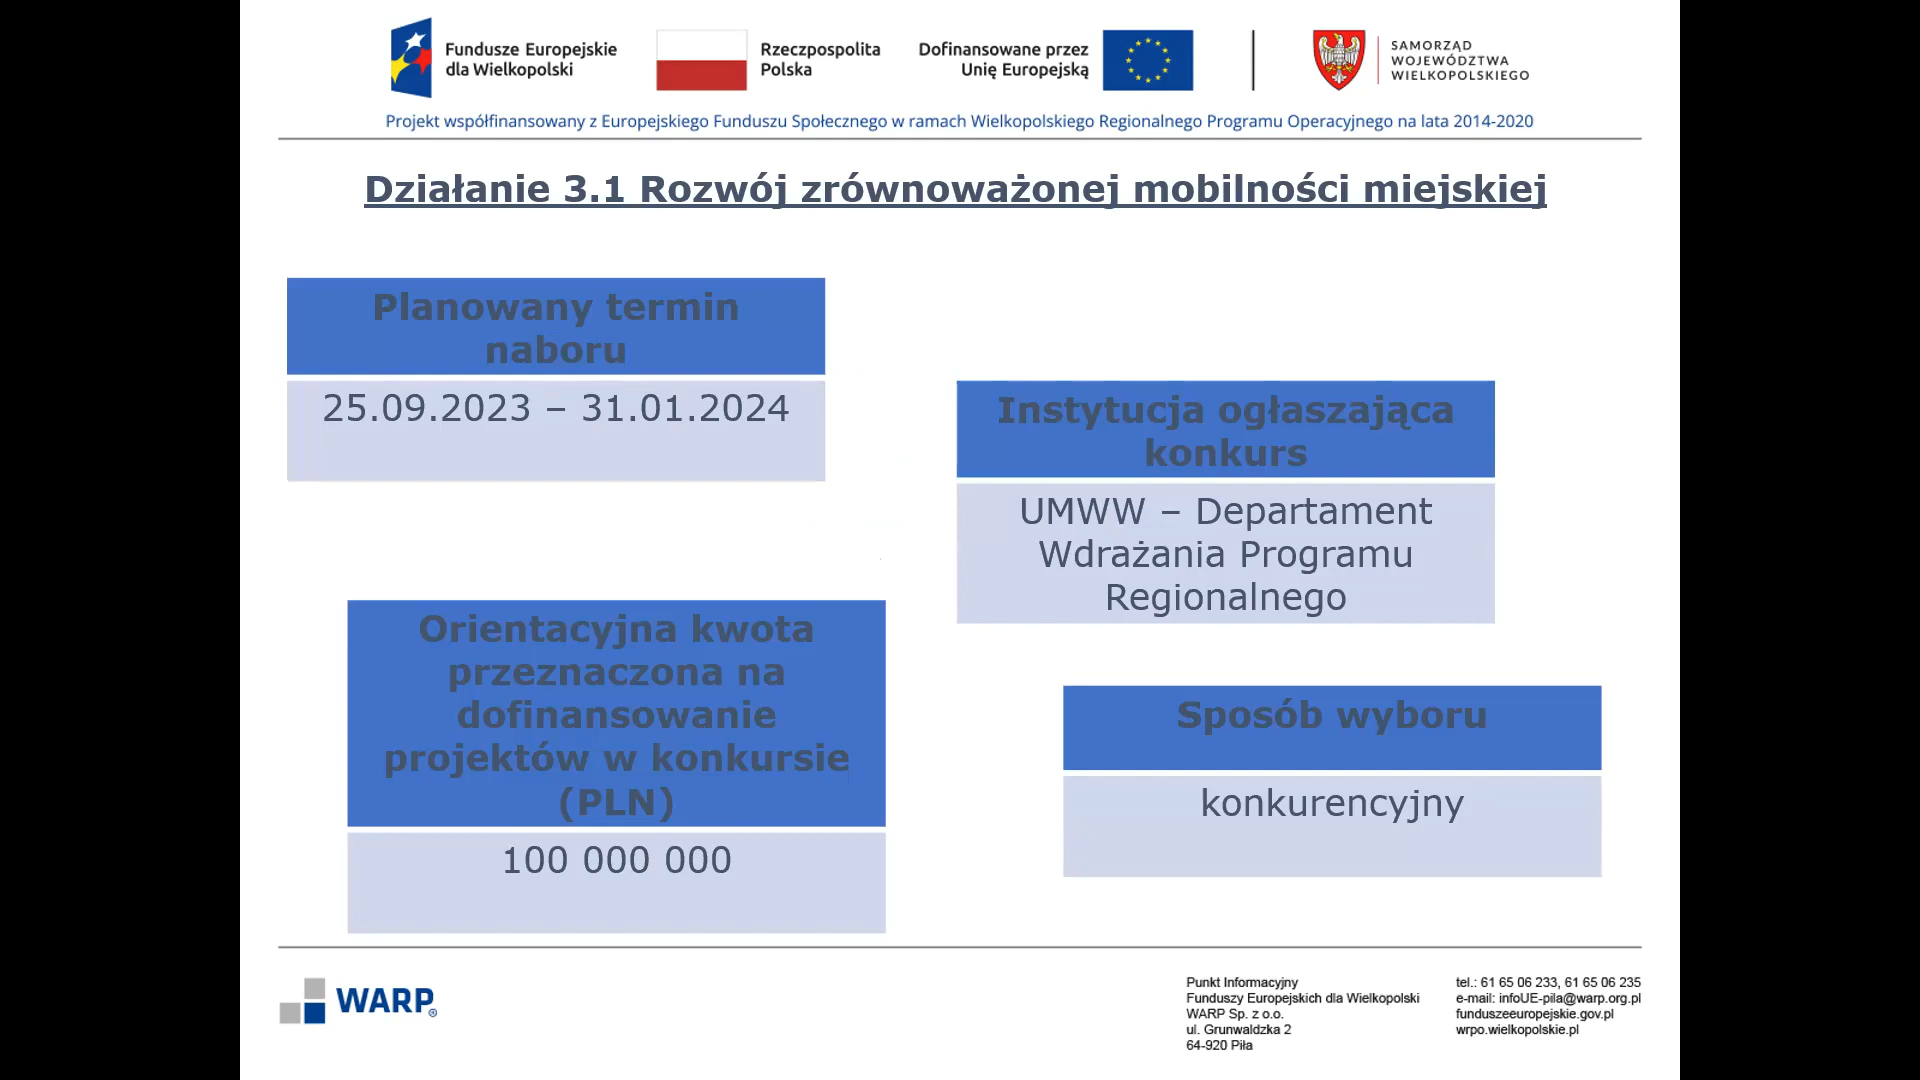 Fundusze Europejskie
dla Wielkopolski
Rzeczpospolita
Polska
Dofinansowane przez
Unię Europejską
SAMORZĄD
WOJEWÓDZTWA
WIELKOPOLSKIEGO
Projekt współfinansowany z Europejskiego Funduszu Społecznego w ramach Wielkopolskiego Regionalnego Programu Operacyjnego na lata 2014-2020
Działanie 3.1 Rozwój zrównoważonej mobilności miejskiej
Planowany termin
naboru
25.09.2023 – 31.01.2024
Instytucja ogłaszająca
konkurs
UMWW – Departament
Wdrażania Programu
Regionalnego
Orientacyjna kwota
przeznaczona na
dofinansowanie
projektów w konkursie
(PLN)
100 000 000
Sposób wyboru
konkurencyjny
WARP®
Punkt Informacyjny
Funduszy Europejskich dla Wielkopolski
WARP Sp. z o.o.
ul. Grunwaldzka 2
64-920 Piła
tel.: 61 65 06 233, 61 65 06 235
e-mail: infoUE-pila@warp.org.pl
funduszeeuropejskie.gov.pl
wrpo.wielkopolskie.pl